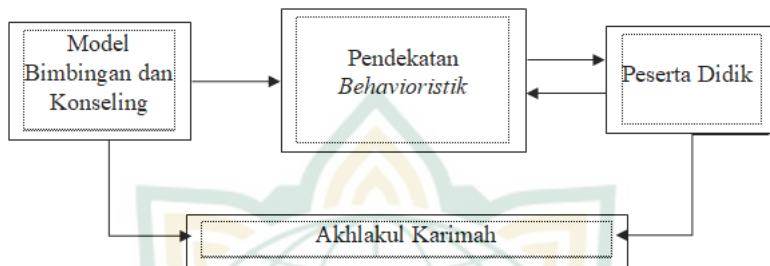 Model
Bimbingan dan
Konseling
Pendekatan
Behavioristik
Peserta Didik
Akhlakul Karimah